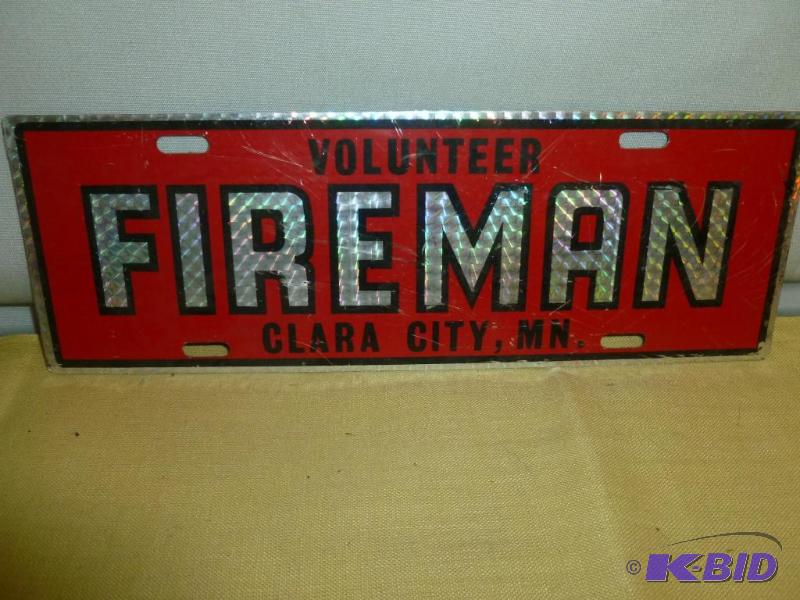 VOLUNTEER
FIREMAN
CLARA CITY, MN.
© K-BID